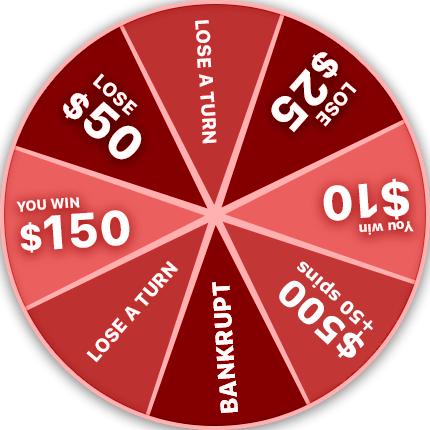 LOSE A TURN
LOSE
$25
You win
$10
$500
+50 spins
BANKRUPT
LOSE A TURN
YOU WIN
$150
LOSE
$50